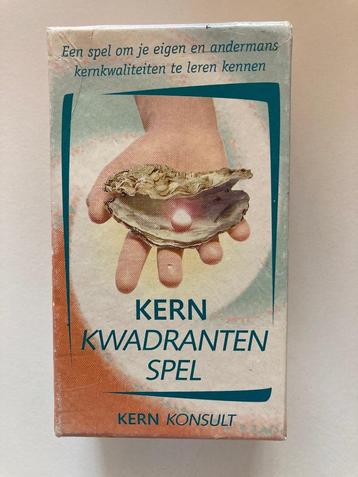 Een spel om je eigen en andermans
kernkwaliteiten te leren kennen
KERN
KWADRANTEN
SPEL
KERN KONSULT